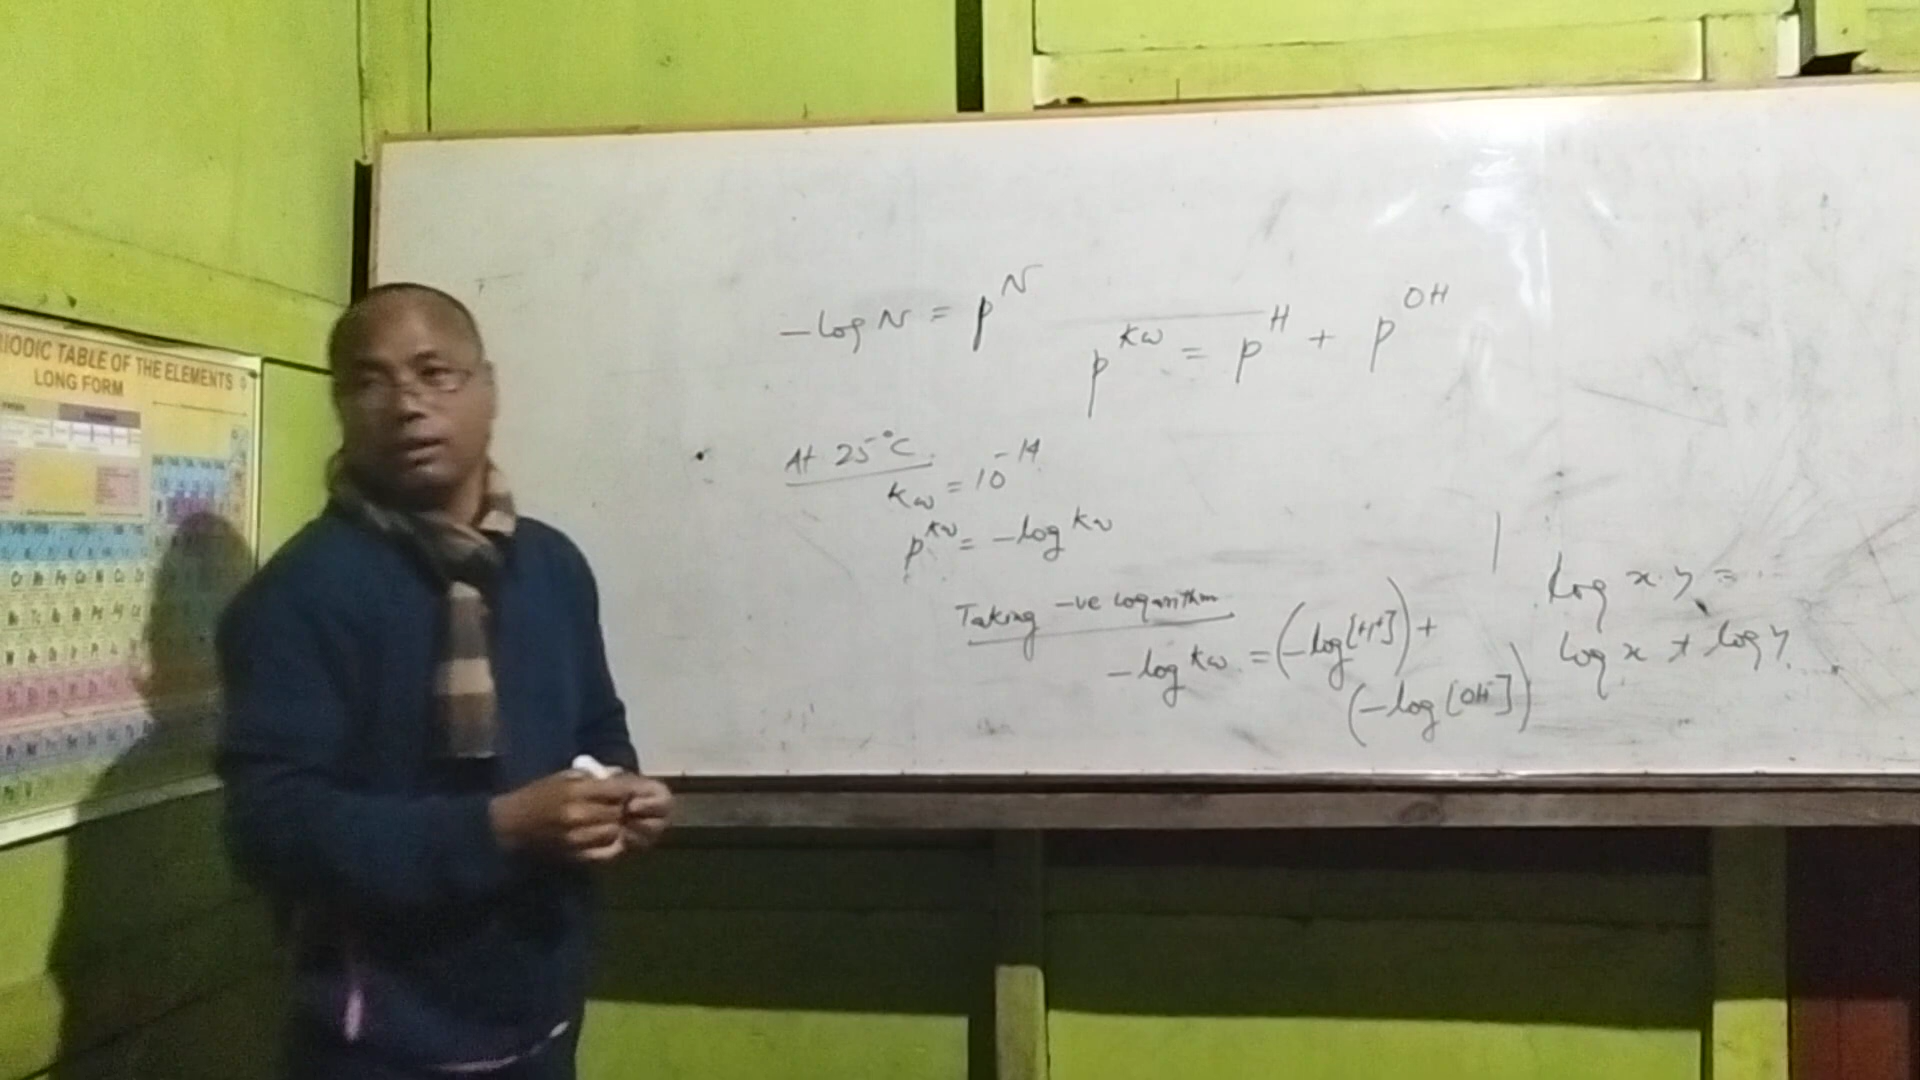 RIODIC TABLE OF THE ELEMENTS
LONG FORM
-log N = p^N
p^Kw = p^H + p^OH
At 25°C
Kw = 10^-14
p^Kw = -log Kw
Taking -ve logarithm
-log Kw = (-log[H+]) +
(-log[OH-])
log x.y =
log x + log y